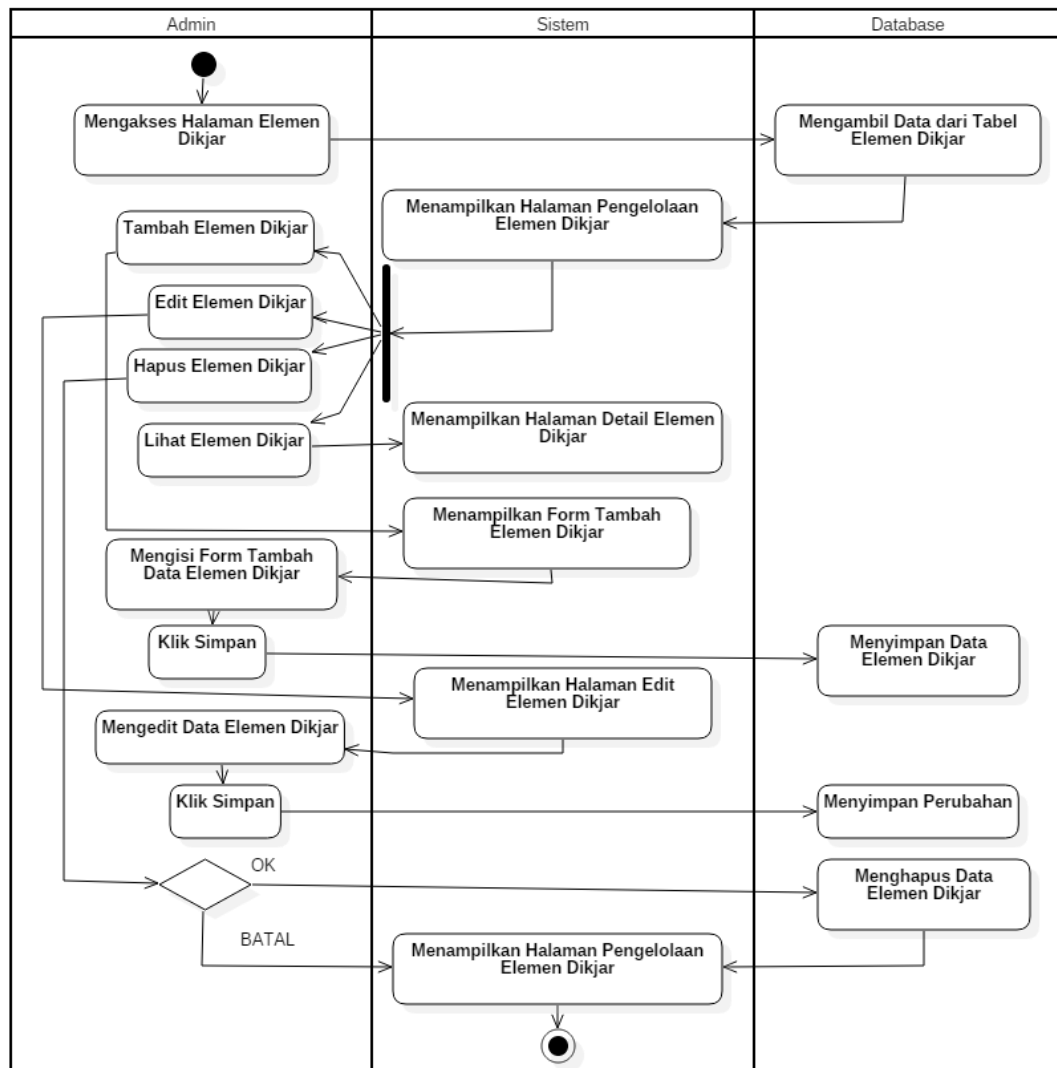 Admin
Sistem
Database
Mengakses Halaman Elemen
Dikjar
Mengambil Data dari Tabel
Elemen Dikjar
Menampilkan Halaman Pengelolaan
Elemen Dikjar
Tambah Elemen Dikjar
Edit Elemen Dikjar
Hapus Elemen Dikjar
Lihat Elemen Dikjar
Menampilkan Halaman Detail Elemen
Dikjar
Menampilkan Form Tambah
Elemen Dikjar
Mengisi Form Tambah
Data Elemen Dikjar
Klik Simpan
Menyimpan Data
Elemen Dikjar
Menampilkan Halaman Edit
Elemen Dikjar
Mengedit Data Elemen Dikjar
Klik Simpan
Menyimpan Perubahan
OK
Menghapus Data
Elemen Dikjar
BATAL
Menampilkan Halaman Pengelolaan
Elemen Dikjar